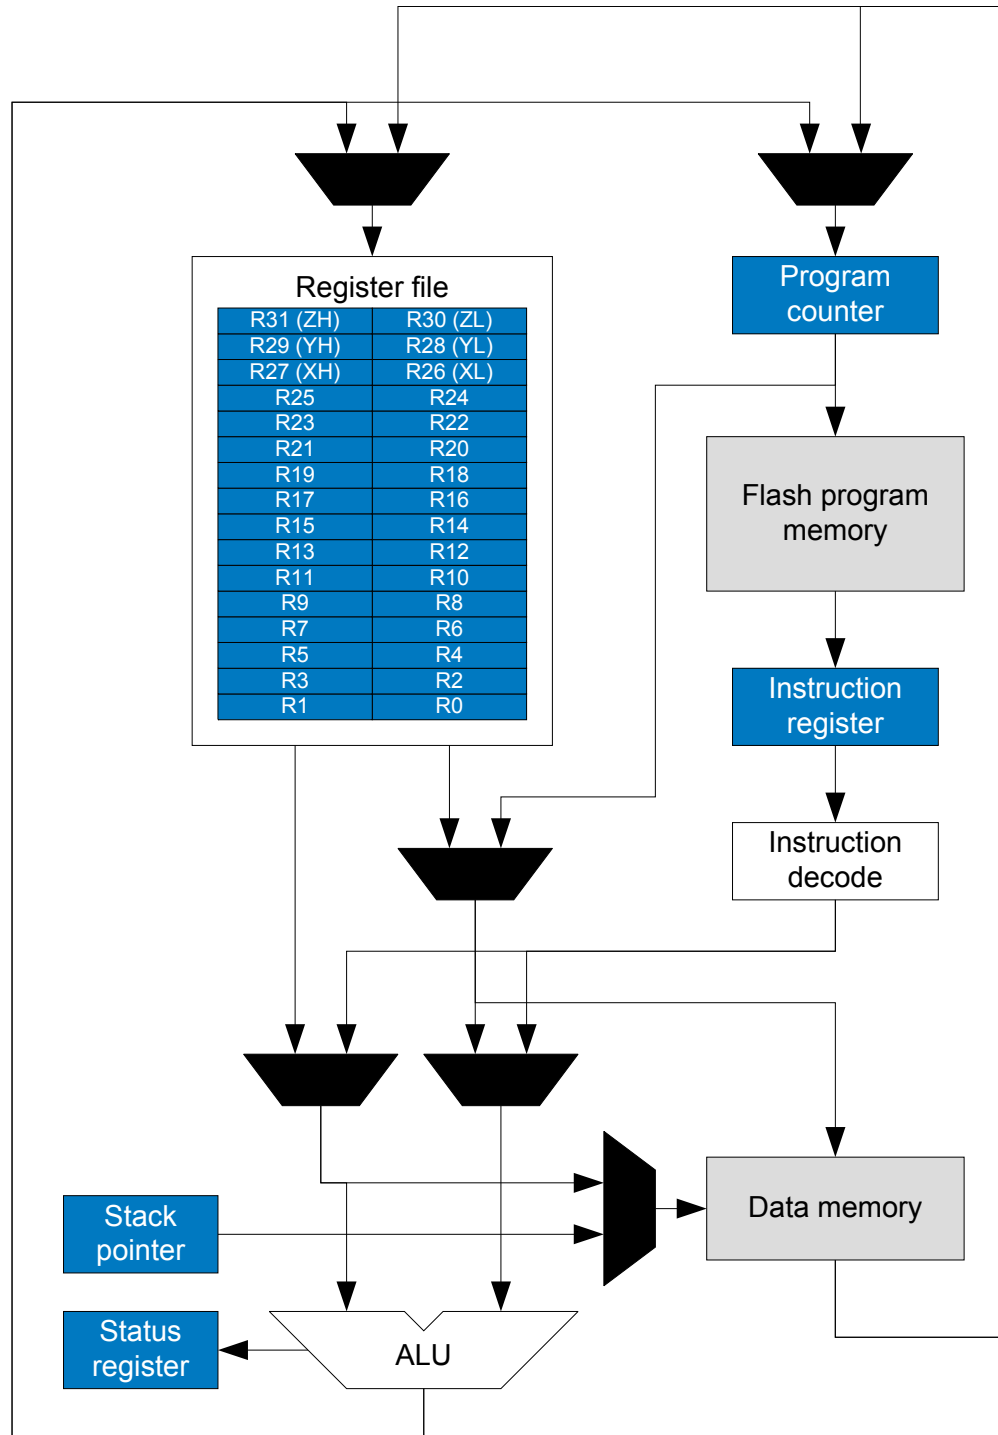 Register file
R31 (ZH) R30 (ZL)
R29 (YH) R28 (YL)
R27 (XH) R26 (XL)
R25 R24
R23 R22
R21 R20
R19 R18
R17 R16
R15 R14
R13 R12
R11 R10
R9 R8
R7 R6
R5 R4
R3 R2
R1 R0
Program
counter
Flash program
memory
Instruction
register
Instruction
decode
Data memory
Stack
pointer
Status
register
ALU